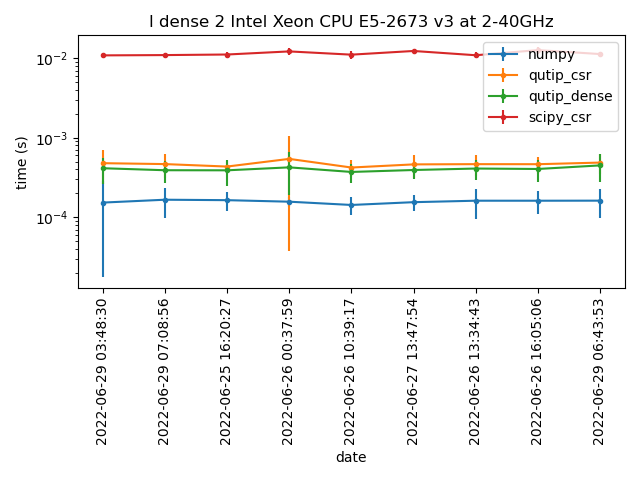 I dense 2 Intel Xeon CPU E5-2673 v3 at 2-40GHz
numpy
qutip_csr
qutip_dense
scipy_csr
time (s)
10⁻²
10⁻³
10⁻⁴
2022-06-29 03:48:30
2022-06-29 07:08:56
2022-06-25 16:20:27
2022-06-26 00:37:59
2022-06-26 10:39:17
2022-06-27 13:47:54
2022-06-26 13:34:43
2022-06-26 16:05:06
2022-06-29 06:43:53
date